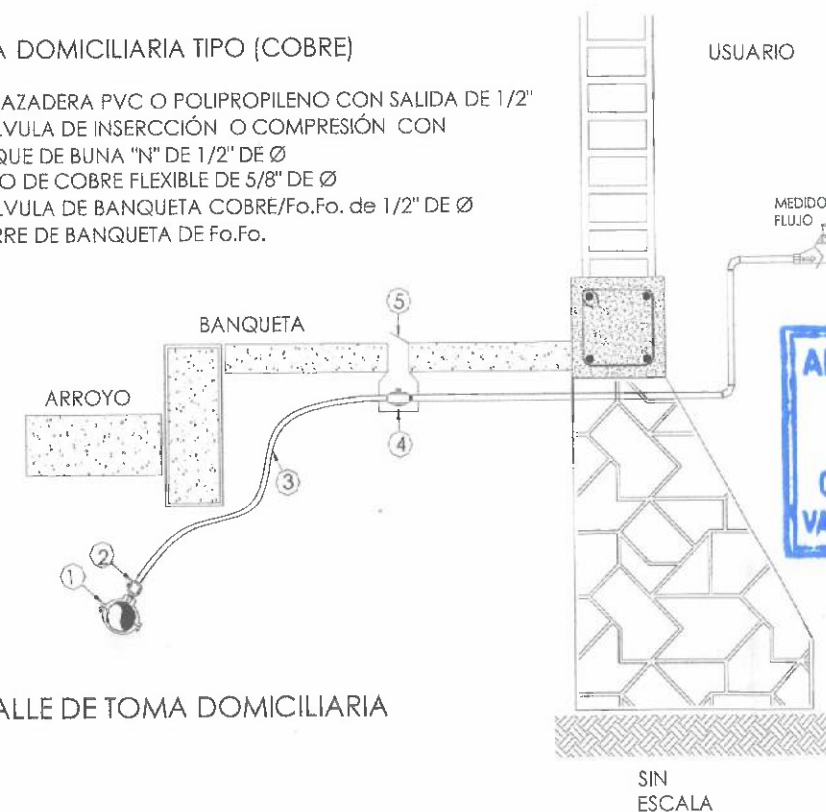 A DOMICILIARIA TIPO (COBRE)
AZADERA PVC O POLIPROPILENO CON SALIDA DE 1/2"
LVULA DE INSERCCIÓN O COMPRESIÓN CON
QUE DE BUNA "N" DE 1/2" DE Ø
O DE COBRE FLEXIBLE DE 5/8" DE Ø
LVULA DE BANQUETA COBRE/Fo.Fo. de 1/2" DE Ø
RRE DE BANQUETA DE Fo.Fo.
USUARIO
MEDIDO
FLUJO
BANQUETA
5
ARROYO
4
3
2
1
A
VA
ALLE DE TOMA DOMICILIARIA
SIN
ESCALA